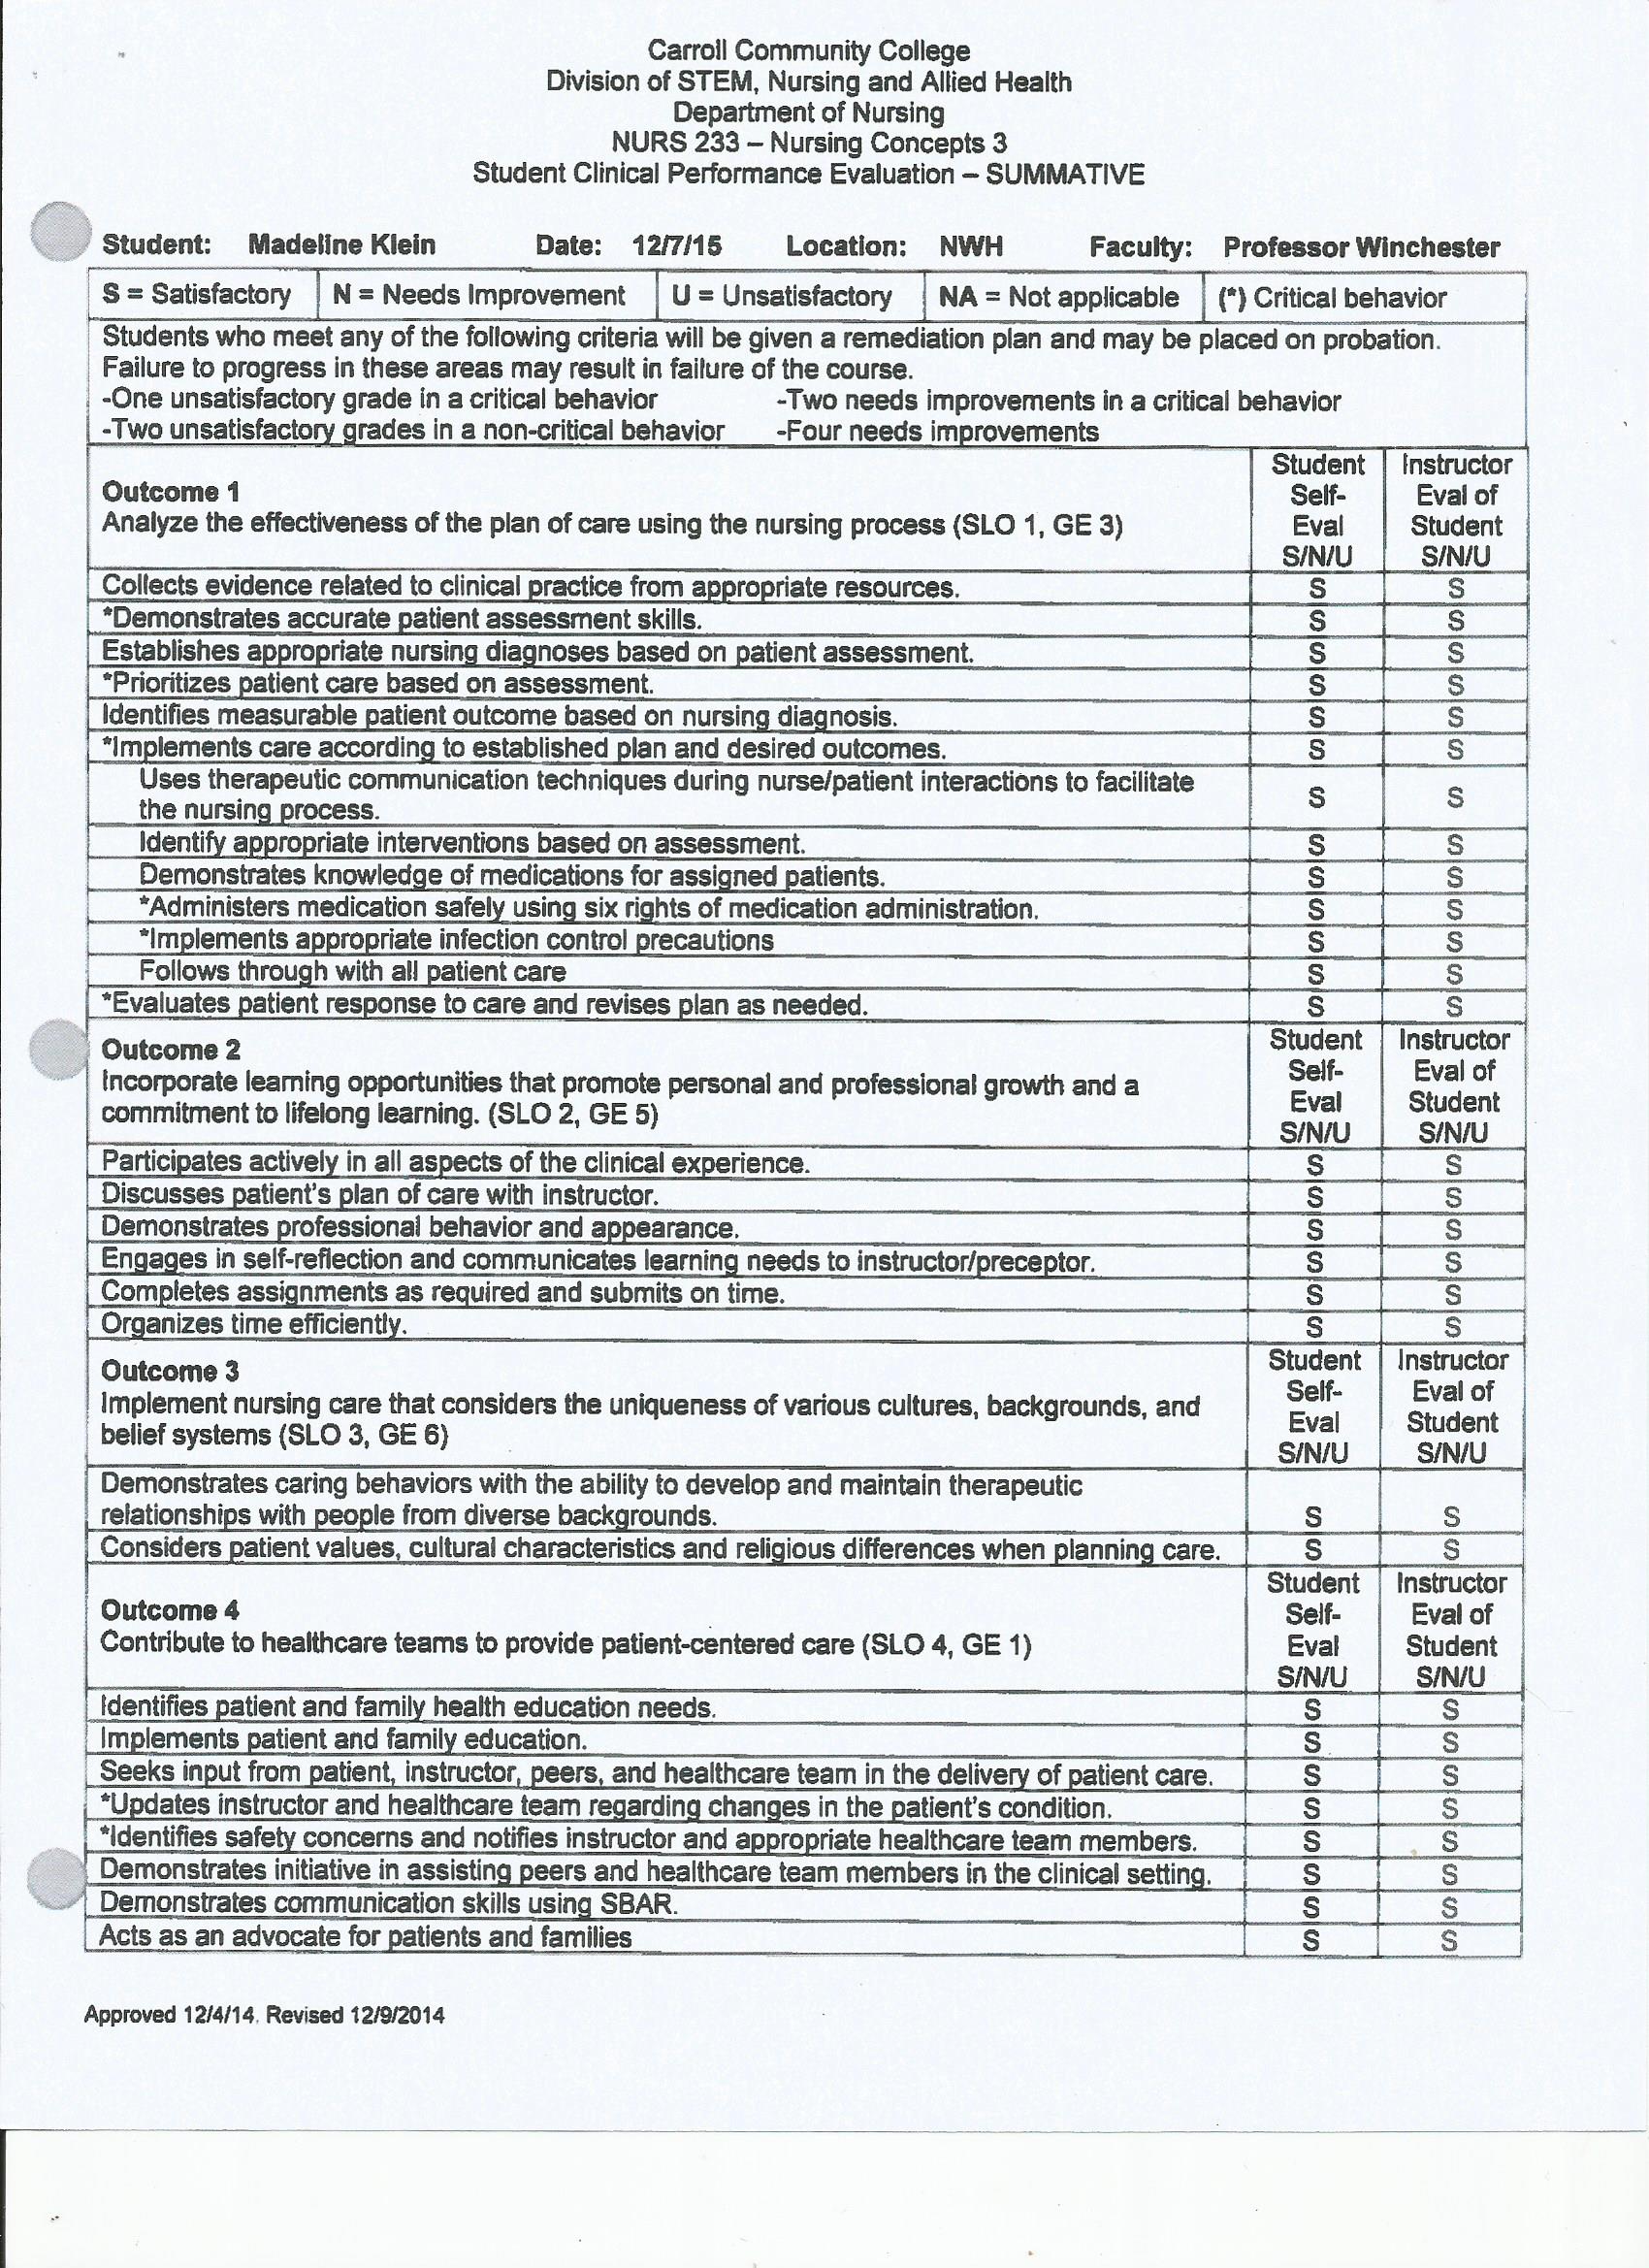 Carroll Community College
Division of STEM, Nursing and Allied Health
Department of Nursing
NURS 233 – Nursing Concepts 3
Student Clinical Performance Evaluation – SUMMATIVE
Student: Madeline Klein Date: 12/7/15 Location: NWH Faculty: Professor Winchester
S = Satisfactory N = Needs Improvement U = Unsatisfactory NA = Not applicable (*) Critical behavior
Students who meet any of the following criteria will be given a remediation plan and may be placed on probation.
Failure to progress in these areas may result in failure of the course.
-One unsatisfactory grade in a critical behavior -Two needs improvements in a critical behavior
-Two unsatisfactory grades in a non-critical behavior -Four needs improvements
Outcome 1
Analyze the effectiveness of the plan of care using the nursing process (SLO 1, GE 3)
Student Self-Eval S/N/U
Instructor Eval of Student S/N/U
Collects evidence related to clinical practice from appropriate resources. S S
*Demonstrates accurate patient assessment skills. S S
Establishes appropriate nursing diagnoses based on patient assessment. S S
*Prioritizes patient care based on assessment. S S
Identifies measurable patient outcome based on nursing diagnosis. S S
*Implements care according to established plan and desired outcomes. S S
Uses therapeutic communication techniques during nurse/patient interactions to facilitate
the nursing process. S S
Identify appropriate interventions based on assessment. S S
Demonstrates knowledge of medications for assigned patients. S S
*Administers medication safely using six rights of medication administration. S S
*Implements appropriate infection control precautions S S
Follows through with all patient care S S
*Evaluates patient response to care and revises plan as needed. S S
Outcome 2
Incorporate learning opportunities that promote personal and professional growth and a
commitment to lifelong learning. (SLO 2, GE 5)
Student Self-Eval S/N/U
Instructor Eval of Student S/N/U
Participates actively in all aspects of the clinical experience. S S
Discusses patient's plan of care with instructor. S S
Demonstrates professional behavior and appearance. S S
Engages in self-reflection and communicates learning needs to instructor/preceptor. S S
Completes assignments as required and submits on time. S S
Organizes time efficiently. S S
Outcome 3
Implement nursing care that considers the uniqueness of various cultures, backgrounds, and
belief systems (SLO 3, GE 6)
Student Self-Eval S/N/U
Instructor Eval of Student S/N/U
Demonstrates caring behaviors with the ability to develop and maintain therapeutic
relationships with people from diverse backgrounds. S S
Considers patient values, cultural characteristics and religious differences when planning care. S S
Outcome 4
Contribute to healthcare teams to provide patient-centered care (SLO 4, GE 1)
Student Self-Eval S/N/U
Instructor Eval of Student S/N/U
Identifies patient and family health education needs. S S
Implements patient and family education. S S
Seeks input from patient, instructor, peers, and healthcare team in the delivery of patient care. S S
*Updates instructor and healthcare team regarding changes in the patient's condition. S S
*Identifies safety concerns and notifies instructor and appropriate healthcare team members. S S
Demonstrates initiative in assisting peers and healthcare team members in the clinical setting. S S
Demonstrates communication skills using SBAR. S S
Acts as an advocate for patients and families S S
Approved 12/4/14. Revised 12/9/2014